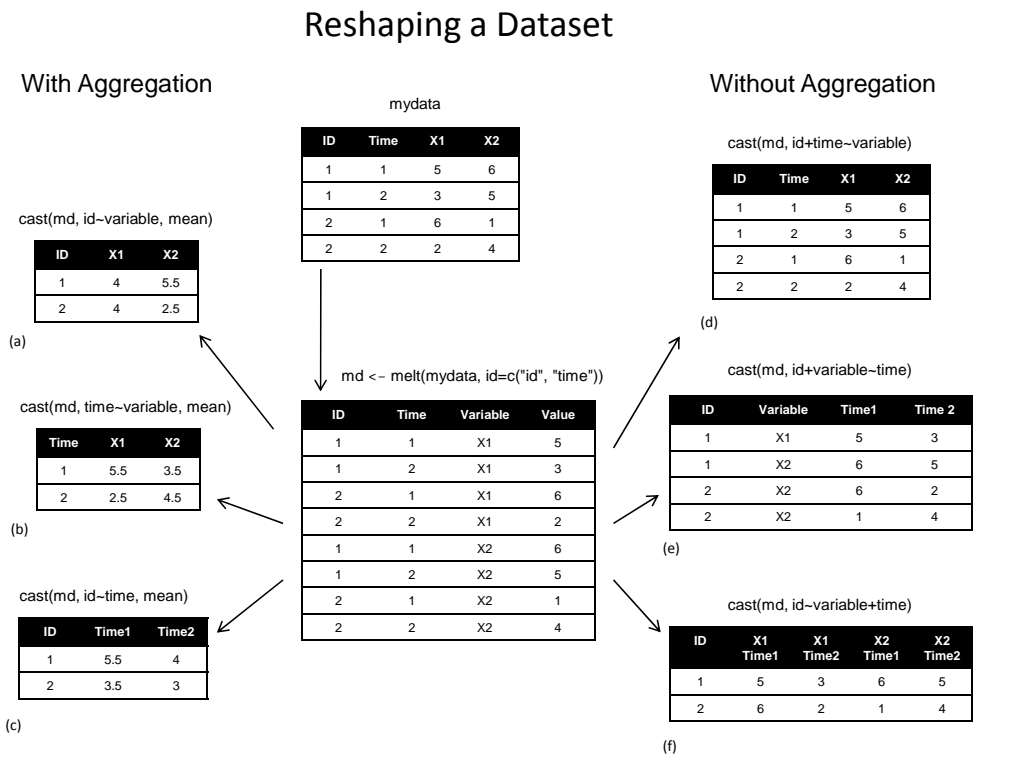 Reshaping a Dataset
With Aggregation
Without Aggregation
mydata
ID Time X1 X2
1 1 5 6
1 2 3 5
2 1 6 1
2 2 2 4
cast(md, id~variable, mean)
ID X1 X2
1 4 5.5
2 4 2.5
(a)
cast(md, time~variable, mean)
Time X1 X2
1 5.5 3.5
2 2.5 4.5
(b)
cast(md, id~time, mean)
ID Time1 Time2
1 5.5 4
2 3.5 3
(c)
md <- melt(mydata, id=c("id", "time"))
ID Time Variable Value
1 1 X1 5
1 2 X1 3
2 1 X1 6
2 2 X1 2
1 1 X2 6
1 2 X2 5
2 1 X2 1
2 2 X2 4
cast(md, id+time~variable)
ID Time X1 X2
1 1 5 6
1 2 3 5
2 1 6 1
2 2 2 4
(d)
cast(md, id+variable~time)
ID Variable Time1 Time 2
1 X1 5 3
1 X2 6 5
2 X2 6 2
2 X2 1 4
(e)
cast(md, id~variable+time)
ID X1 X1 X2 X2
Time1 Time2 Time1 Time2
1 5 3 6 5
2 6 2 1 4
(f)